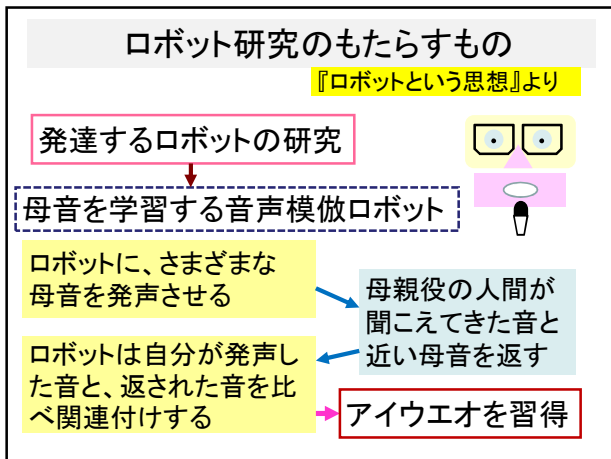 ロボット研究のもたらすもの
『ロボットという思想』より
発達するロボットの研究
母音を学習する音声模倣ロボット
ロボットに、さまざまな
母音を発声させる
母親役の人間が
聞こえてきた音と
近い母音を返す
ロボットは自分が発声し
た音と、返された音を比
べ関連付けする
アイウエオを習得